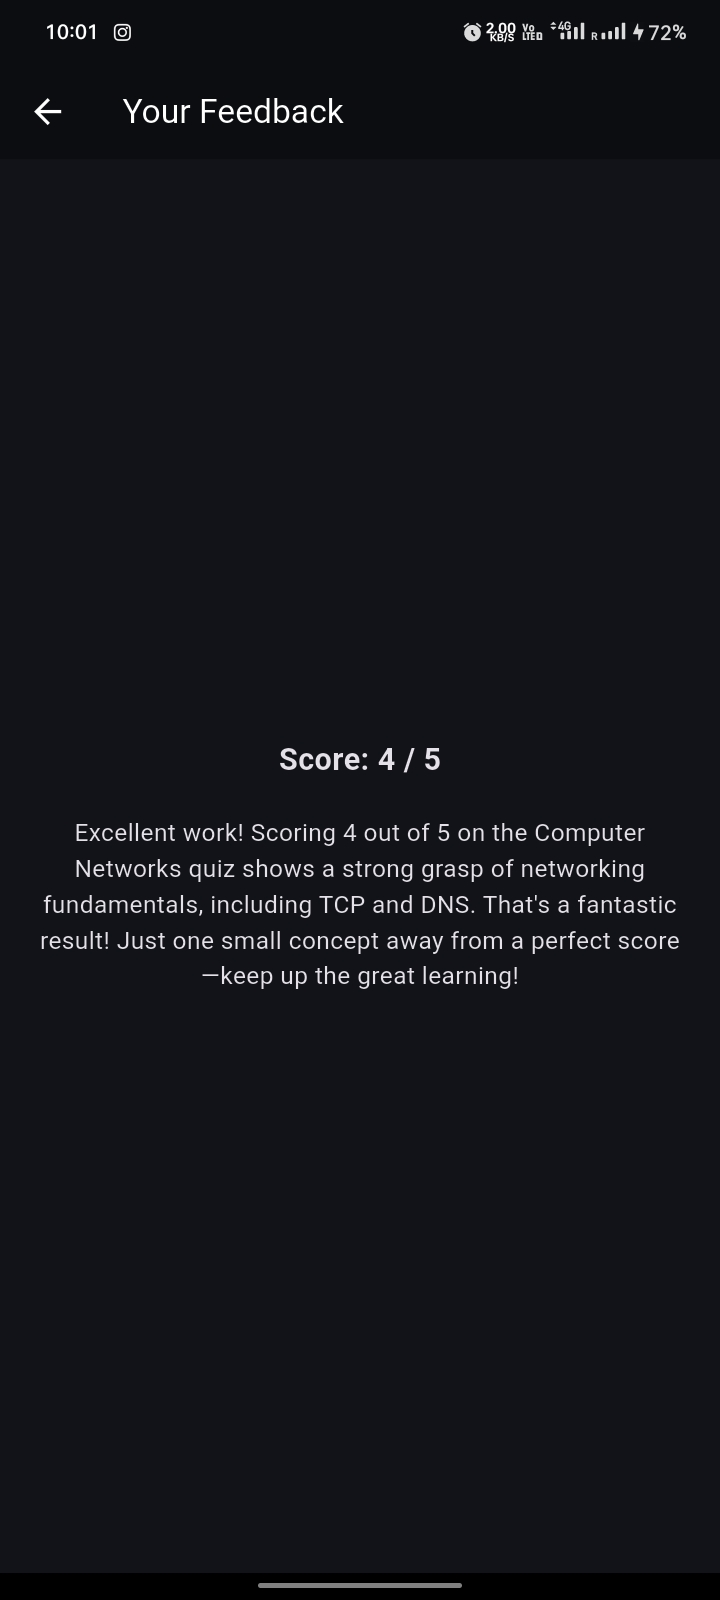 10:01 2.00 KB/S Vo LTE 4G R 72%
Your Feedback
Score: 4 / 5
Excellent work! Scoring 4 out of 5 on the Computer
Networks quiz shows a strong grasp of networking
fundamentals, including TCP and DNS. That's a fantastic
result! Just one small concept away from a perfect score
—keep up the great learning!